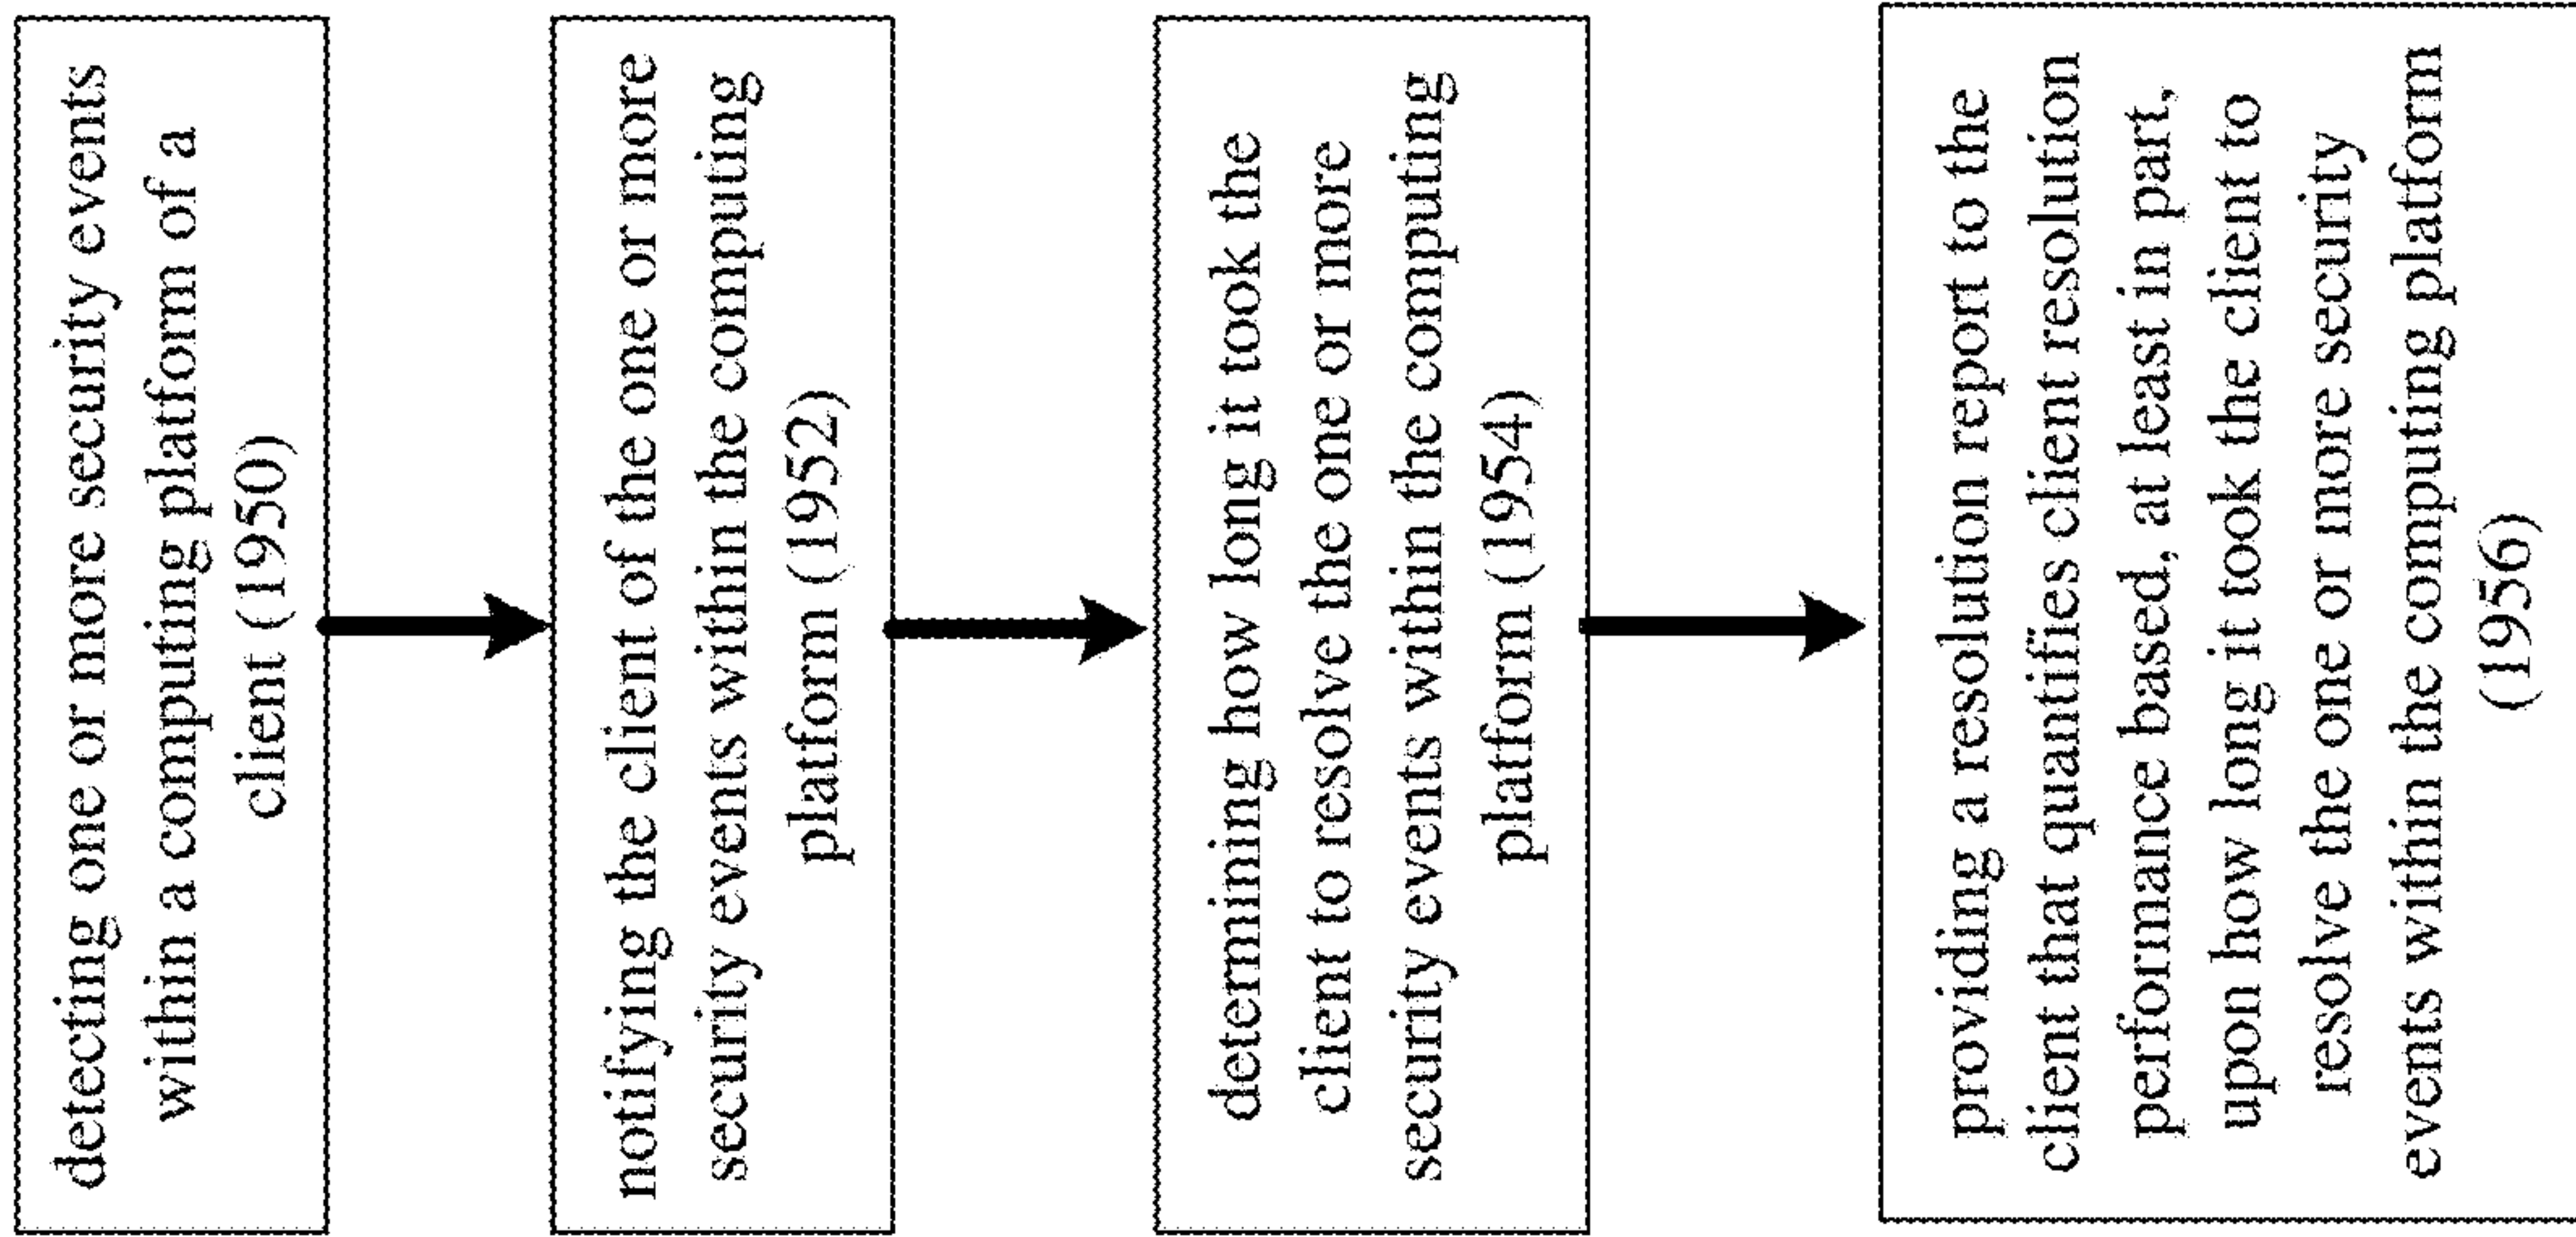 detecting one or more security events
within a computing platform of a
client (1950)
notifying the client of the one or more
security events within the computing
platform (1952)
determining how long it took the
client to resolve the one or more
security events within the computing
platform (1954)
providing a resolution report to the
client that quantifies client resolution
performance based, at least in part,
upon how long it took the client to
resolve the one or more security
events within the computing platform
(1956)